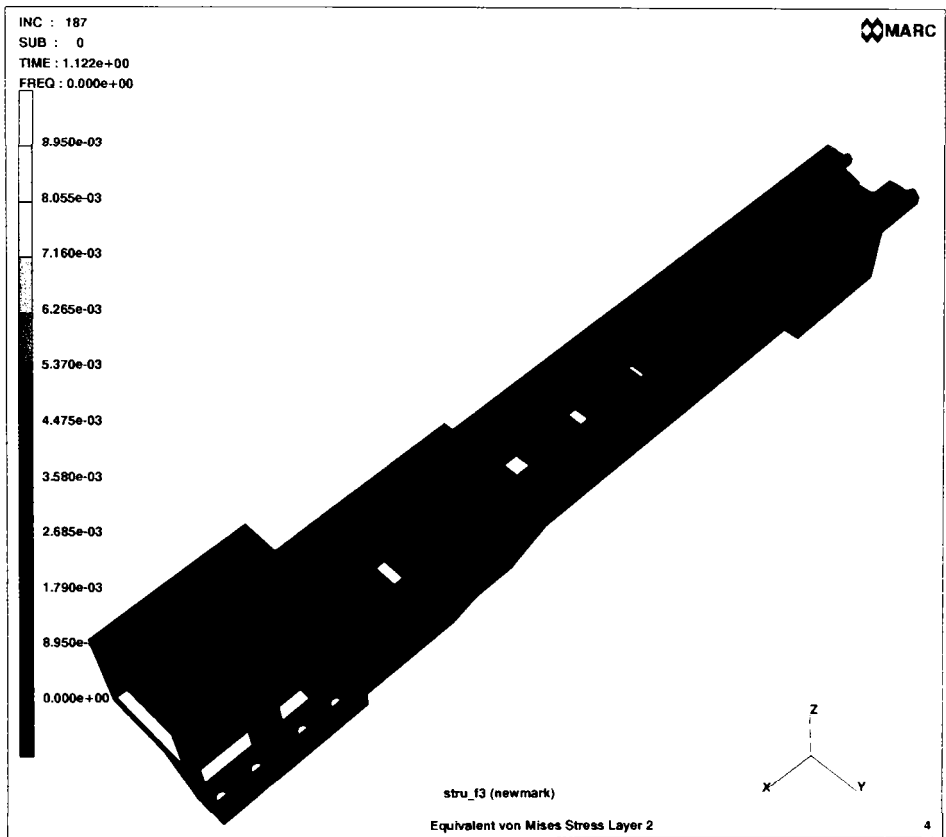 INC : 187
SUB : 0
TIME : 1.122e+00
FREQ : 0.000e+00
MARC
8.950e-03
8.055e-03
7.160e-03
6.265e-03
5.370e-03
4.475e-03
3.580e-03
2.685e-03
1.790e-03
8.950e-
0.000e+00
Z
X
Y
stru_f3 (newmark)
Equivalent von Mises Stress Layer 2
4